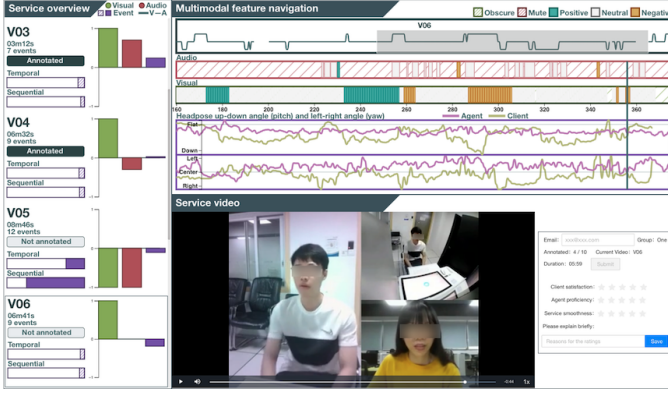 Service overview
Visual Audio
Event V—A
V03
03m12s
7 events
Annotated
Temporal
Sequential
V04
06m32s
9 events
Annotated
Temporal
Sequential
V05
08m46s
12 events
Not annotated
Temporal
Sequential
V06
06m41s
9 events
Not annotated
Temporal
Sequential
Multimodal feature navigation
Obscure Mute Positive Neutral Negativ
V06
Audio
Visual
160 180 200 220 240 260 280 300 320 340 360
Headpose up-down angle (pitch) and left-right angle (yaw) Agent Client
Flat
Down
Left
Center
Right
Service video
-0:44 1x
Email: Group: One
Annotated: 4 / 10 Current Video: V06
Duration: 05:59 Submit
Client satisfaction:
Agent proficiency:
Service smoothness:
Please explain briefly:
Reasons for the ratings Save